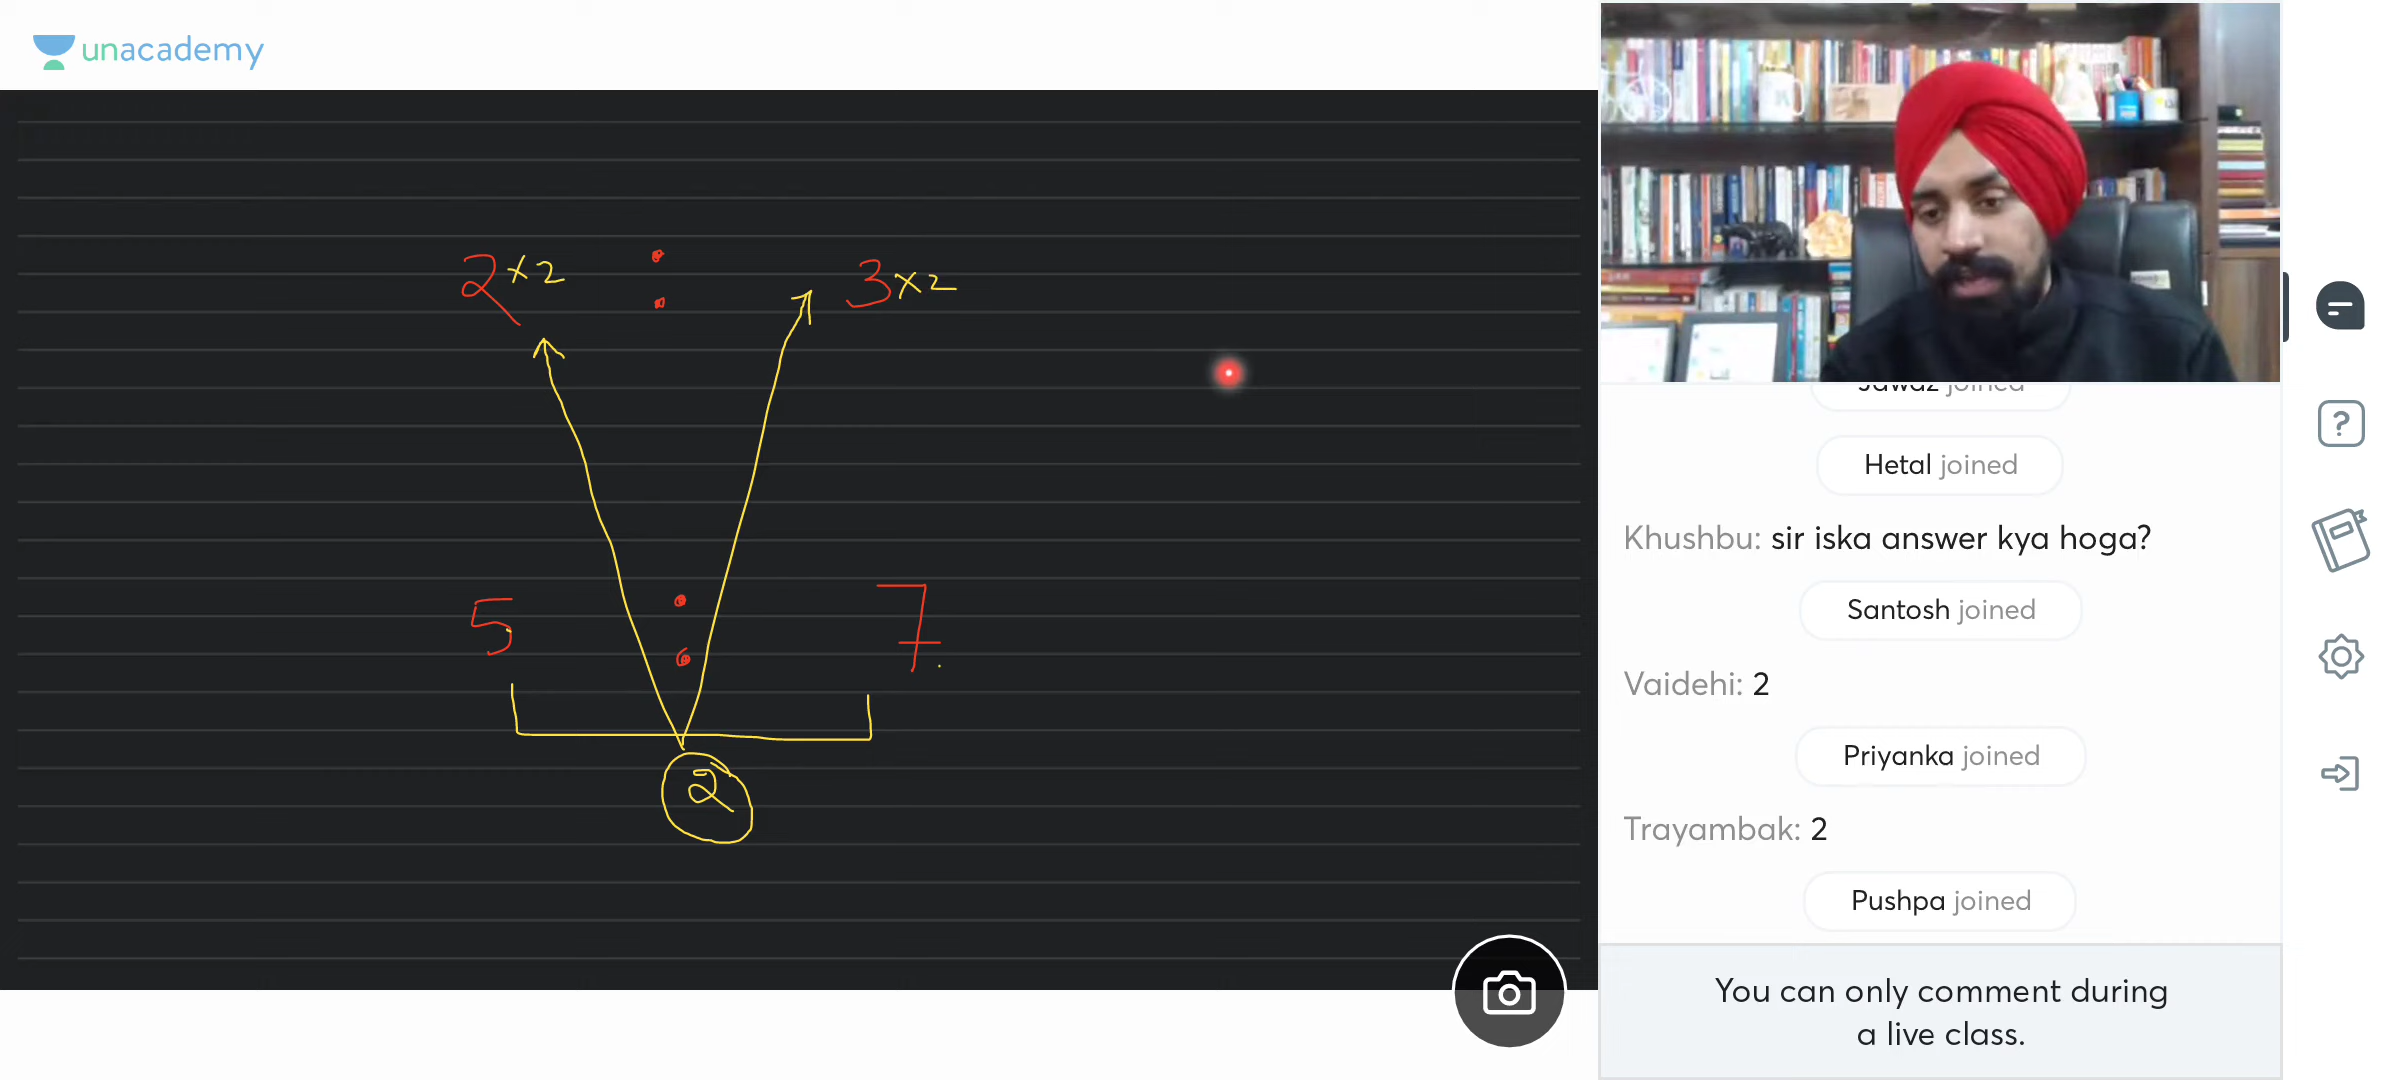 unacademy
2 x 2 : 3 x 2
5 : 7
2
joined
Hetal joined
Khushbu: sir iska answer kya hoga?
Santosh joined
Vaidehi: 2
Priyanka joined
Trayambak: 2
Pushpa joined
You can only comment during
a live class.
?